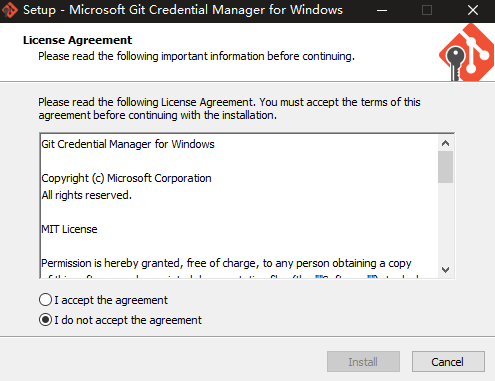 Setup - Microsoft Git Credential Manager for Windows
License Agreement
Please read the following important information before continuing.
Please read the following License Agreement. You must accept the terms of this
agreement before continuing with the installation.
Git Credential Manager for Windows
Copyright (c) Microsoft Corporation
All rights reserved.
MIT License
Permission is hereby granted, free of charge, to any person obtaining a copy
I accept the agreement
I do not accept the agreement
Install
Cancel